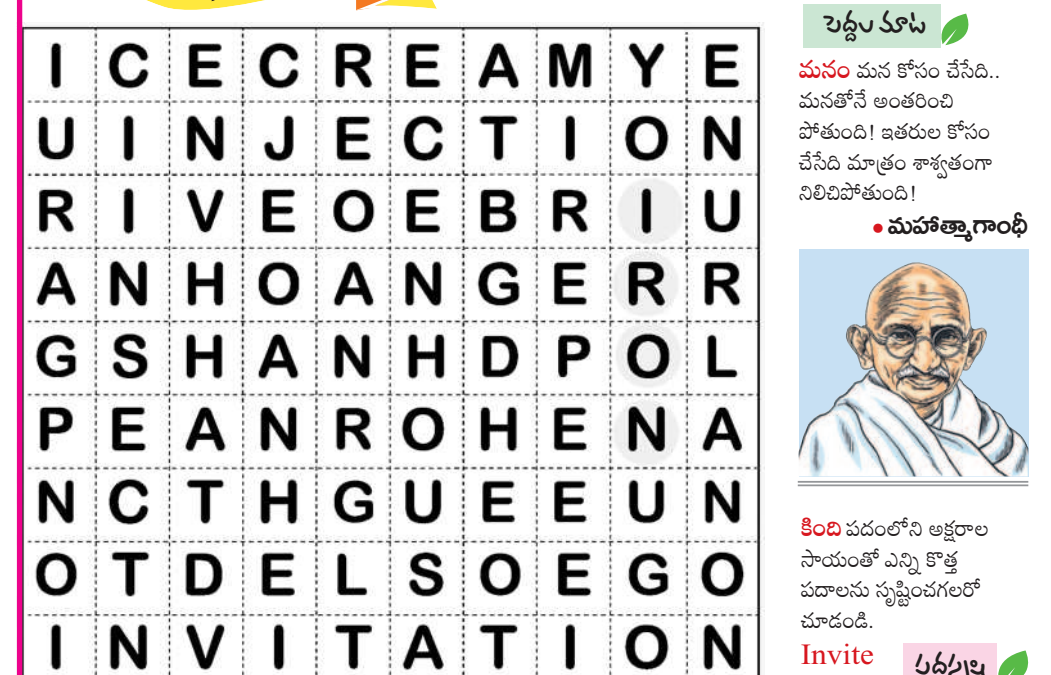 I C E C R E A M Y E
U I N J E C T I O N
R I V E O E B R I U
A N H O A N G E R R
G S H A N H D P O L
P E A N R O H E N A
N C T H G U E E U N
O T D E L S O E G O
I N V I T A T I O N
పెద్దల మాట
మనం మన కోసం చేసేది..
మనతోనే అంతరించి
పోతుంది! ఇతరుల కోసం
చేసేది మాత్రం శాశ్వతంగా
నిలిచిపోతుంది!
• మహాత్మాగాంధీ
కింది పదంలోని అక్షరాల
సాయంతో ఎన్ని కొత్త
పదాలను సృష్టించగలరో
చూడండి.
Invite